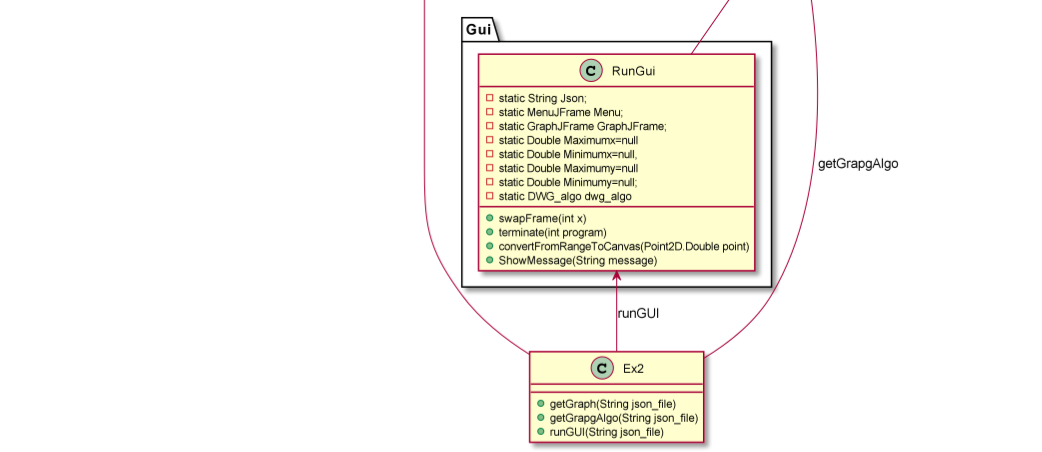 Gui
C RunGui
static String Json;
static MenuJFrame Menu;
static GraphJFrame GraphJFrame;
static Double Maximumx=null
static Double Minimumx=null,
static Double Maximumy=null
static Double Minimumy=null;
static DWG_algo dwg_algo
swapFrame(int x)
terminate(int program)
convertFromRangeToCanvas(Point2D.Double point)
ShowMessage(String message)
getGrapgAlgo
runGUI
C Ex2
getGraph(String json_file)
getGrapgAlgo(String json_file)
runGUI(String json_file)